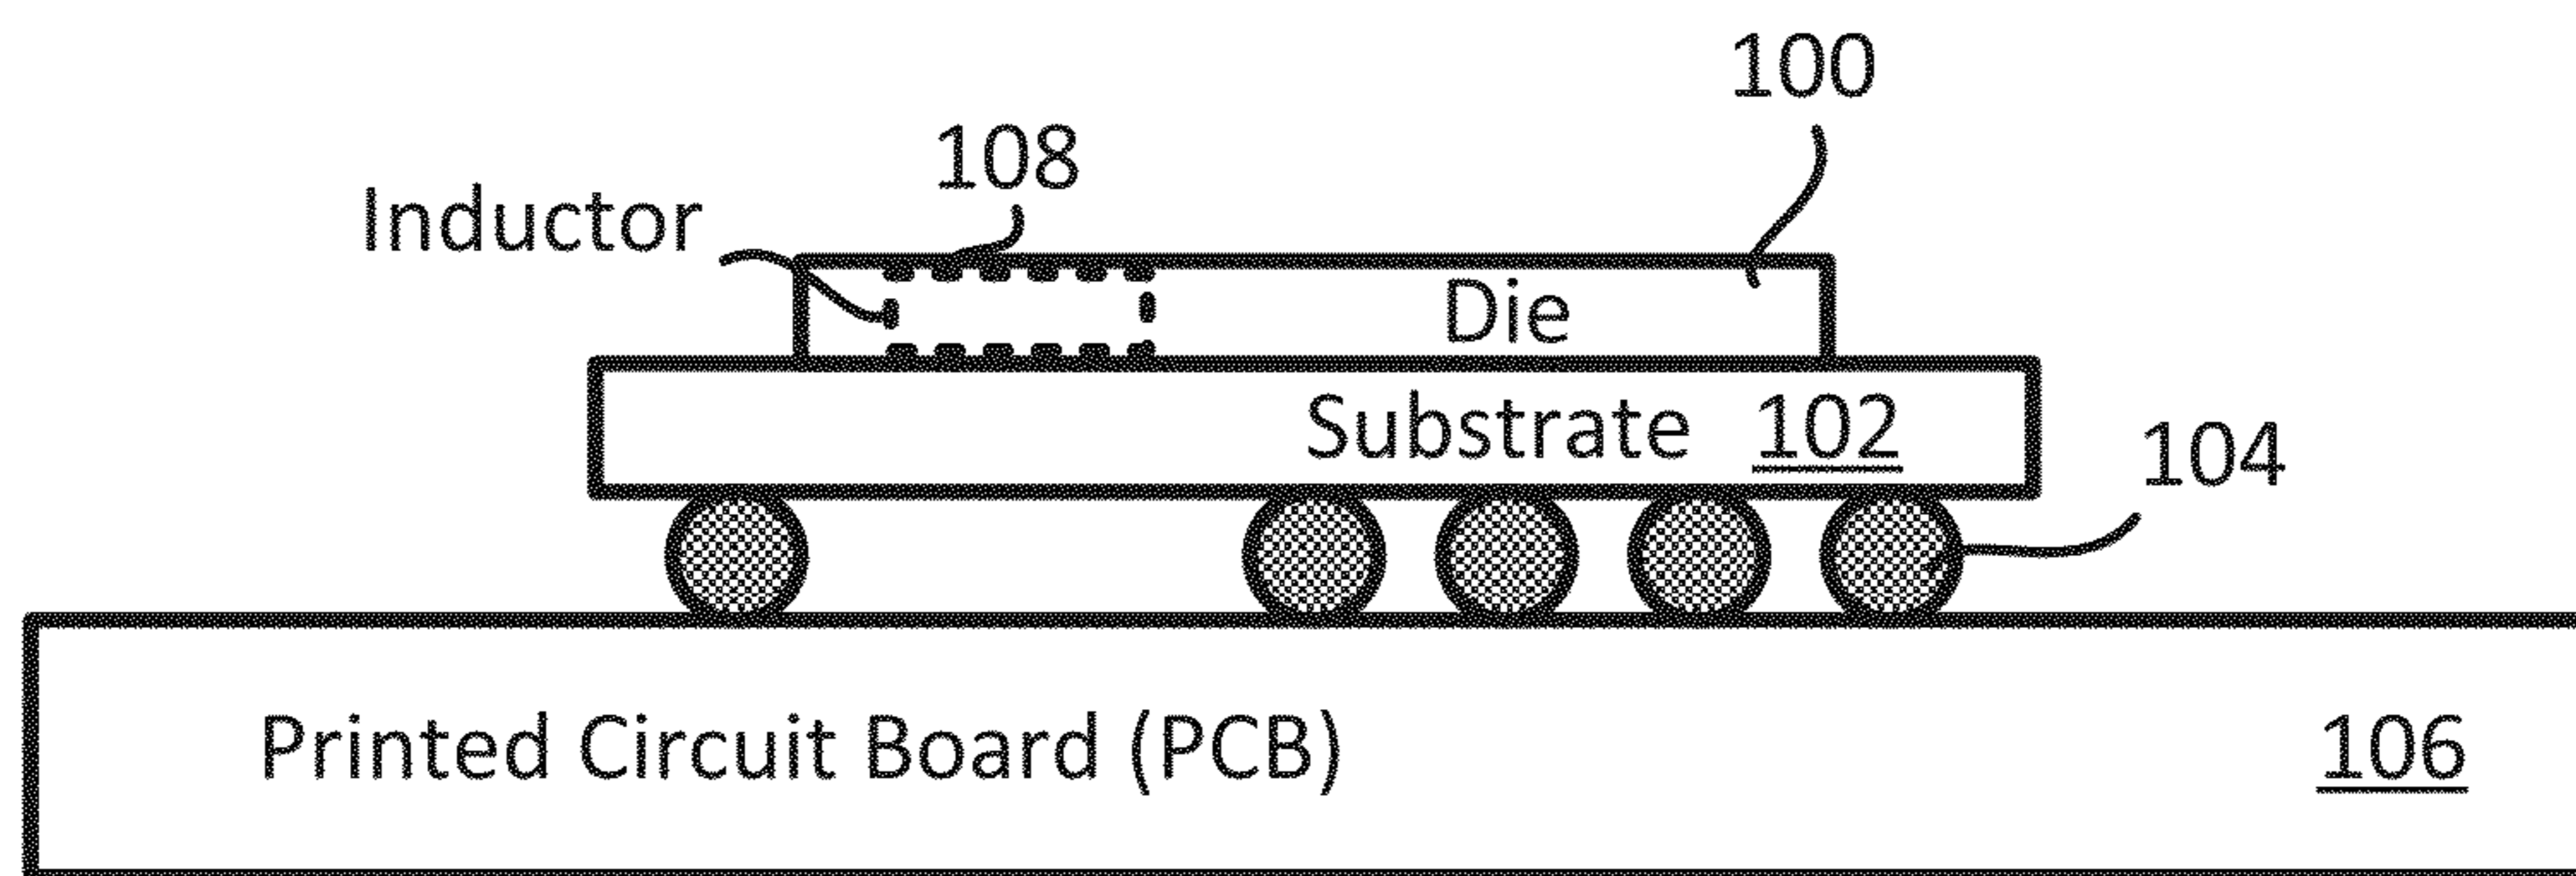 100
108
Inductor
Die
Substrate 102
104
Printed Circuit Board (PCB) 106